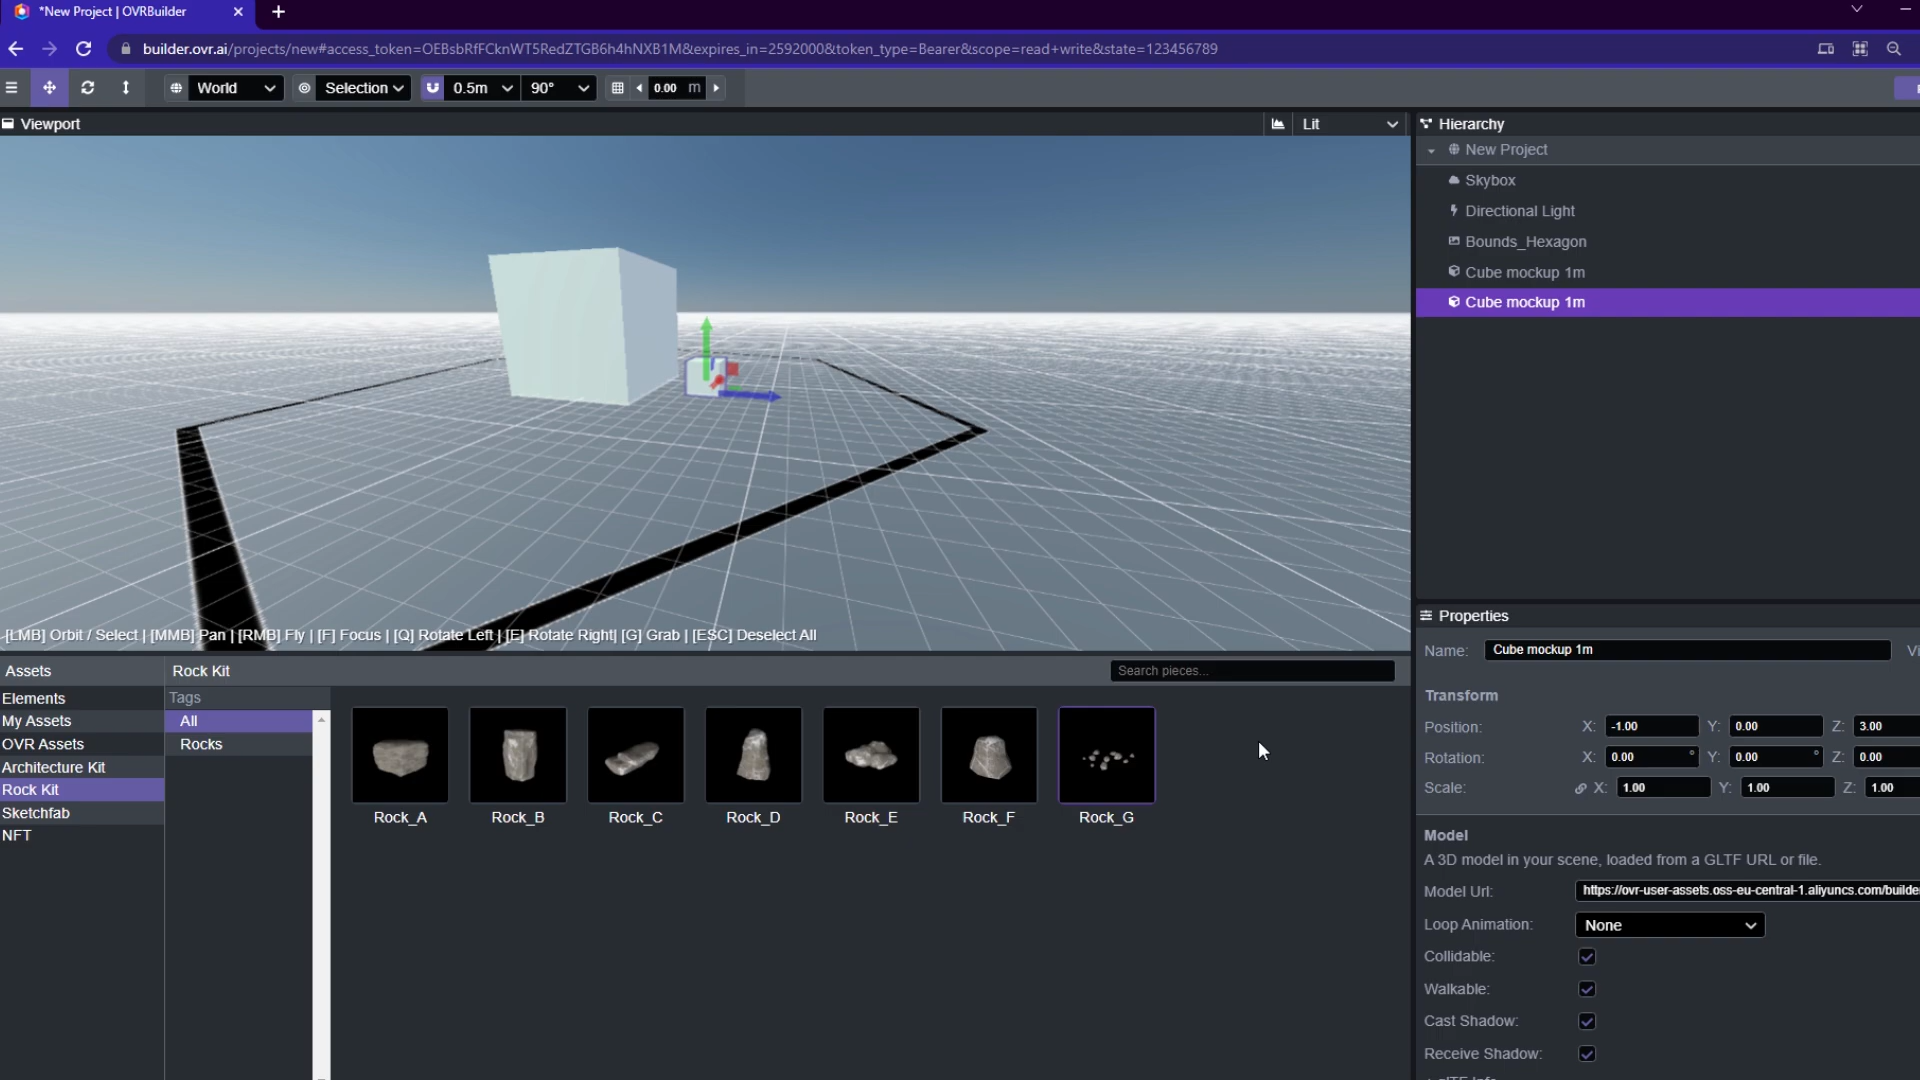 *New Project | OVRBuilder
builder.ovr.ai/projects/new#access_token=OEBsbRfFCknWT5RedZTGB6h4hNXB1M&expires_in=2592000&token_type=Bearer&scope=read+write&state=123456789
World
Selection
0.5m
90°
0.00 m
Viewport
Lit
[LMB] Orbit / Select | [MMB] Pan | [RMB] Fly | [F] Focus | [Q] Rotate Left | [E] Rotate Right| [G] Grab | [ESC] Deselect All
Hierarchy
New Project
Skybox
Directional Light
Bounds_Hexagon
Cube mockup 1m
Cube mockup 1m
Assets
Elements
My Assets
OVR Assets
Architecture Kit
Rock Kit
Sketchfab
NFT
Rock Kit
Search pieces...
Tags
All
Rocks
Rock_A
Rock_B
Rock_C
Rock_D
Rock_E
Rock_F
Rock_G
Properties
Name: Cube mockup 1m Vi
Transform
Position: X: -1.00 Y: 0.00 Z: 3.00
Rotation: X: 0.00 ° Y: 0.00 ° Z: 0.00
Scale: X: 1.00 Y: 1.00 Z: 1.00
Model
A 3D model in your scene, loaded from a GLTF URL or file.
Model Url: https://ovr-user-assets.oss-eu-central-1.aliyuncs.com/builde
Loop Animation: None
Collidable:
Walkable:
Cast Shadow:
Receive Shadow: